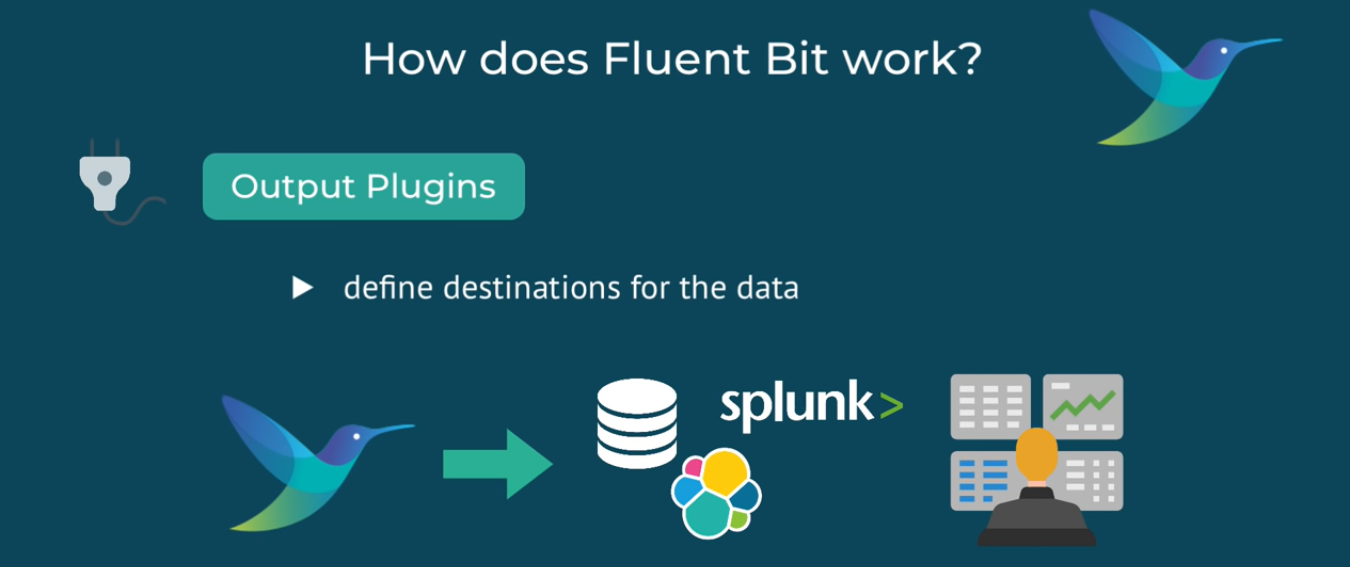 How does Fluent Bit work?
Output Plugins
define destinations for the data
splunk>